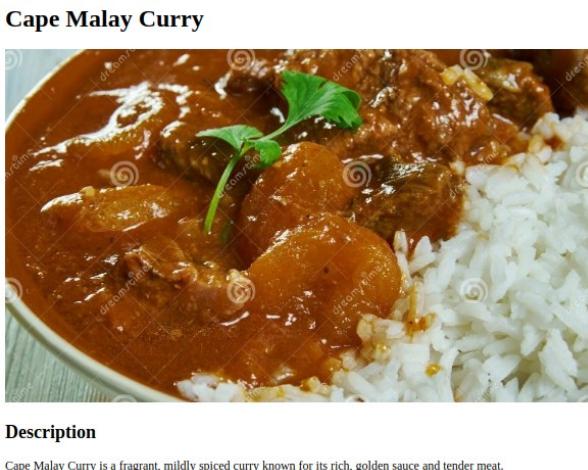 Cape Malay Curry
dreamstime
Description
Cape Malay Curry is a fragrant, mildly spiced curry known for its rich, golden sauce and tender meat.